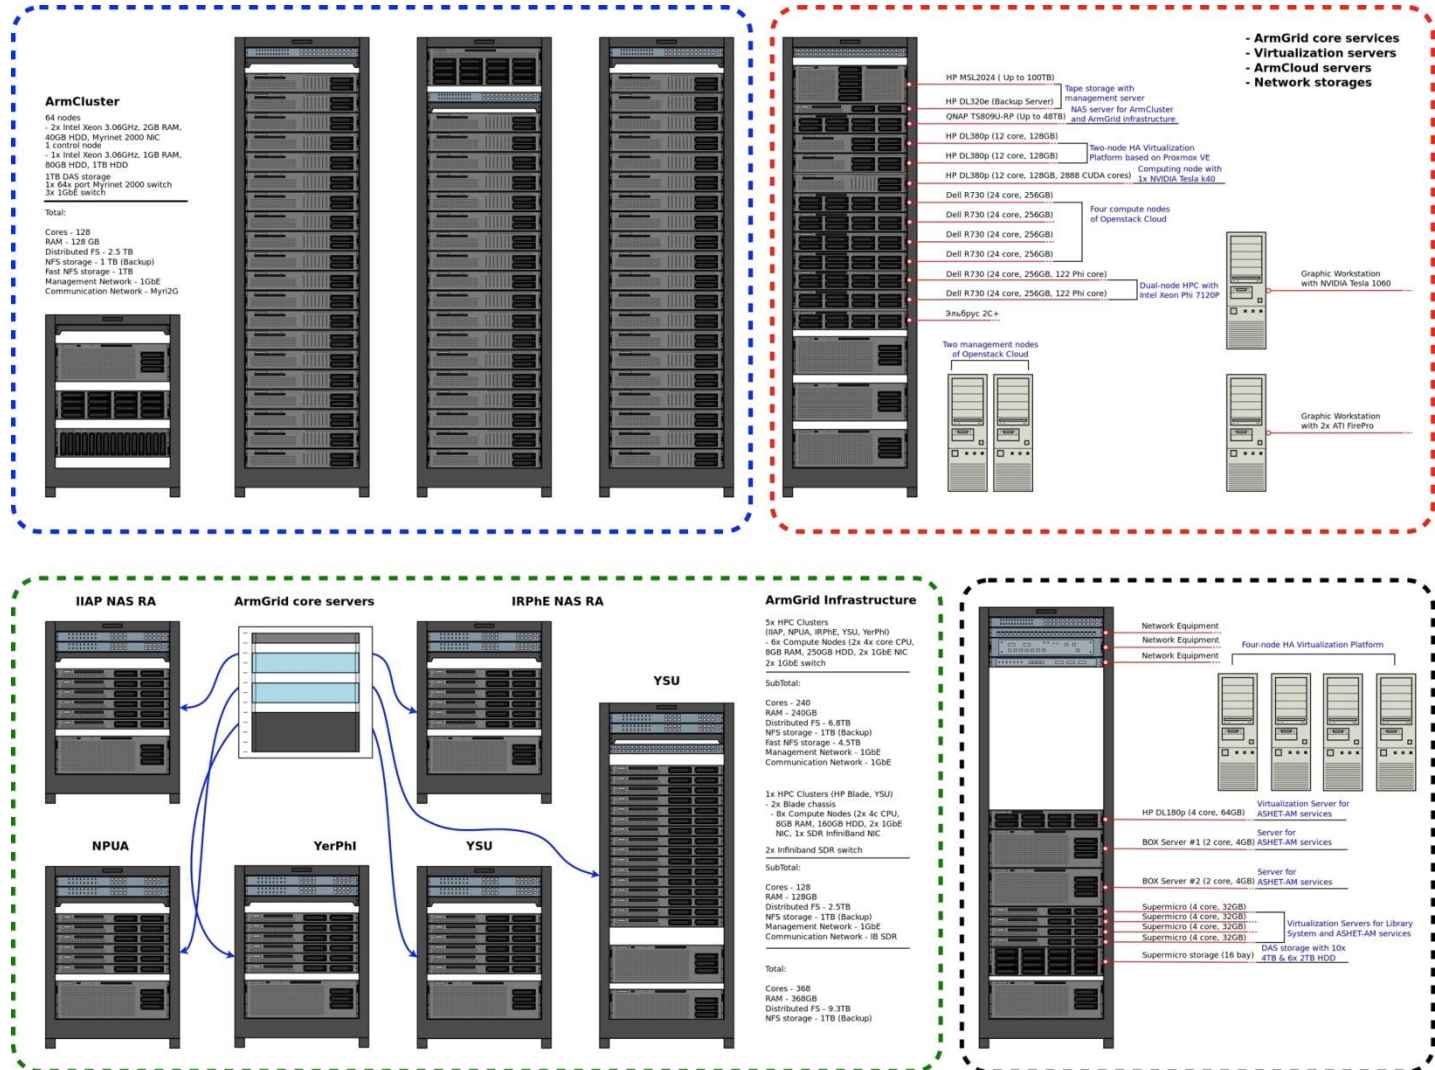 ArmCluster
64 nodes
- 2x Intel Xeon 3.06GHz, 2GB RAM,
40GB HDD, Myrinet 2000 NIC
1 control node
- 1x Intel Xeon 3.06GHz, 1GB RAM,
80GB HDD, 1TB HDD
1TB DAS storage
1x 64x port Myrinet 2000 switch
3x 1GbE switch
Total:
Cores - 128
RAM - 128 GB
Distributed FS - 2.5 TB
NFS storage - 1 TB (Backup)
Fast NFS storage - 1TB
Management Network - 1GbE
Communication Network - Myri2G
- ArmGrid core services
- Virtualization servers
- ArmCloud servers
- Network storages
HP MSL2024 ( Up to 100TB)
Tape storage with
management server
HP DL320e (Backup Server)
QNAP TS809U-RP (Up to 48TB)
NAS server for ArmCluster
and ArmGrid infrastructure
HP DL380p (12 core, 128GB)
Two-node HA Virtualization
Platform based on Proxmox VE
HP DL380p (12 core, 128GB)
HP DL380p (12 core, 128GB, 2888 CUDA cores)
Computing node with
1x NVIDIA Tesla k40
Dell R730 (24 core, 256GB)
Dell R730 (24 core, 256GB)
Four compute nodes
of Openstack Cloud
Dell R730 (24 core, 256GB)
Dell R730 (24 core, 256GB)
Dell R730 (24 core, 256GB, 122 Phi core)
Dual-node HPC with
Intel Xeon Phi 7120P
Dell R730 (24 core, 256GB, 122 Phi core)
Эльбрус 2C+
Two management nodes
of Openstack Cloud
Graphic Workstation
with NVIDIA Tesla 1060
Graphic Workstation
with 2x ATI FirePro
IIAP NAS RA
ArmGrid core servers
IRPhE NAS RA
YSU
NPUA
YerPhI
YSU
ArmGrid Infrastructure
5x HPC Clusters
(IIAP, NPUA, IRPhE, YSU, YerPhI)
- 6x Compute Nodes (2x 4x core CPU,
8GB RAM, 250GB HDD, 2x 1GbE NIC
2x 1GbE switch
SubTotal:
Cores - 240
RAM - 240GB
Distributed FS - 6.8TB
NFS storage - 1TB (Backup)
Fast NFS storage - 4.5TB
Management Network - 1GbE
Communication Network - 1GbE
1x HPC Clusters (HP Blade, YSU)
- 2x Blade chassis
- 8x Compute Nodes (2x 4c CPU,
8GB RAM, 160GB HDD, 2x 1GbE
NIC, 1x SDR InfiniBand NIC
2x Infiniband SDR switch
SubTotal:
Cores - 128
RAM - 128GB
Distributed FS - 2.5TB
NFS storage - 1TB (Backup)
Management Network - 1GbE
Communication Network - IB SDR
Total:
Cores - 368
RAM - 368GB
Distributed FS - 9.3TB
NFS storage - 1TB (Backup)
Network Equipment
Network Equipment
Network Equipment
Four-node HA Virtualization Platform
HP DL180p (4 core, 64GB)
Virtualization Server for
ASHET-AM services
BOX Server #1 (2 core, 4GB)
Server for
ASHET-AM services
BOX Server #2 (2 core, 4GB)
Server for
ASHET-AM services
Supermicro (4 core, 32GB)
Supermicro (4 core, 32GB)
Supermicro (4 core, 32GB)
Supermicro (4 core, 32GB)
Virtualization Servers for Library
System and ASHET-AM services
Supermicro storage (16 bay)
DAS storage with 10x
4TB & 6x 2TB HDD